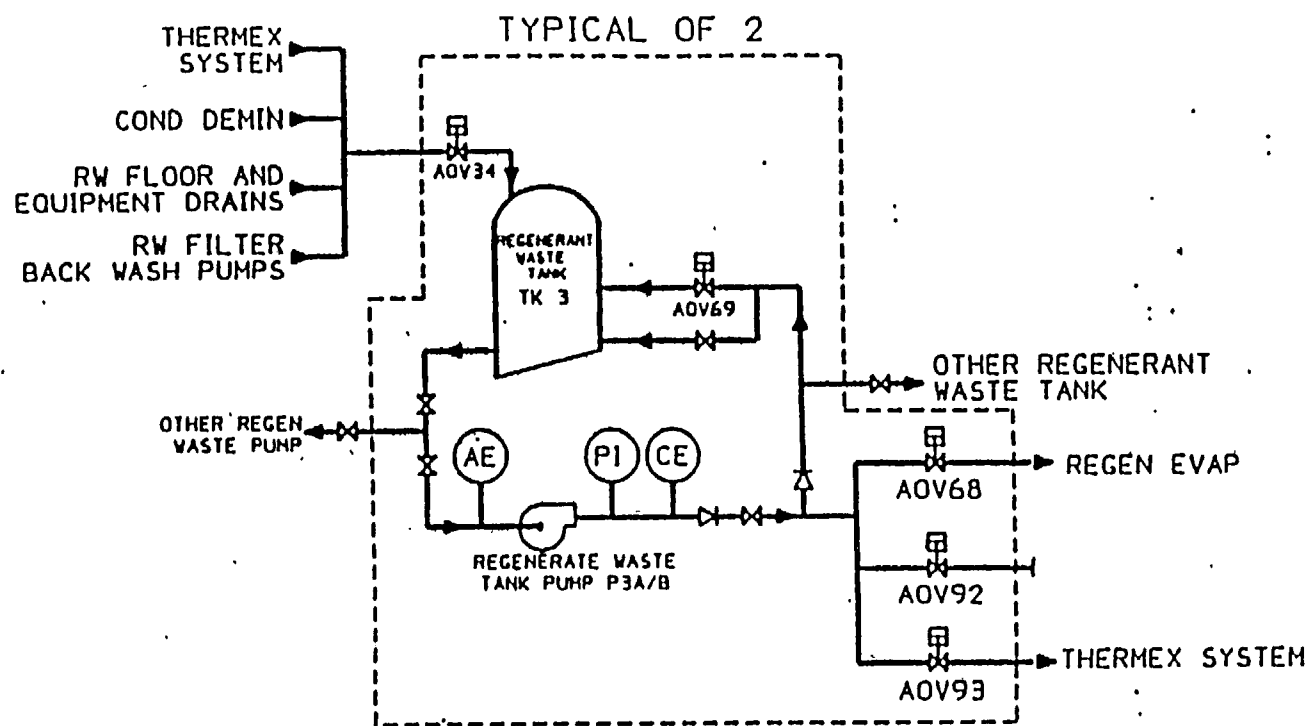 TYPICAL OF 2
THERMEX
SYSTEM
COND DEMIN
RW FLOOR AND
EQUIPMENT DRAINS
RW FILTER
BACK WASH PUMPS
AOV34
REGENERANT
WASTE
TANK
TK 3
AOV69
OTHER REGENERANT
WASTE TANK
OTHER REGEN
WASTE PUMP
AE
PI
CE
REGENERATE WASTE
TANK PUMP P3A/B
AOV68
REGEN EVAP
AOV92
AOV93
THERMEX SYSTEM